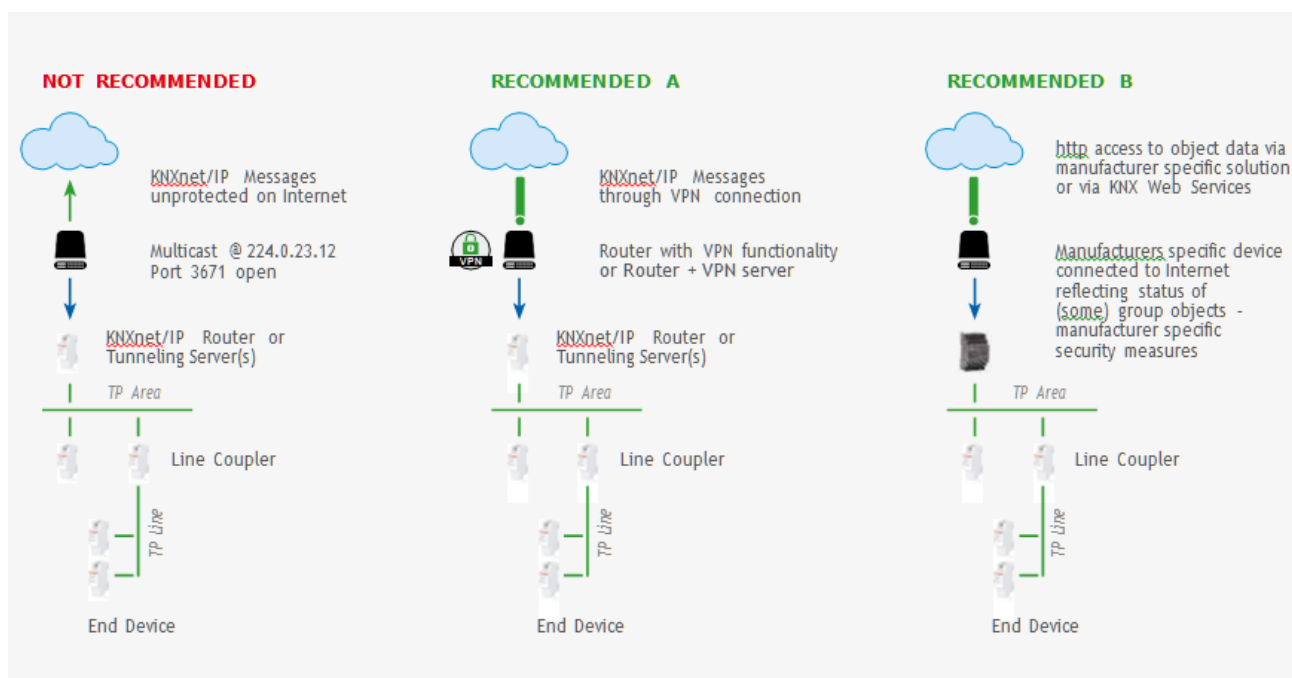 NOT RECOMMENDED
KNXnet/IP Messages
unprotected on Internet
Multicast @ 224.0.23.12
Port 3671 open
KNXnet/IP Router or
Tunneling Server(s)
TP Area
Line Coupler
TP Line
End Device
RECOMMENDED A
KNXnet/IP Messages
through VPN connection
VPN
Router with VPN functionality
or Router + VPN server
KNXnet/IP Router or
Tunneling Server(s)
TP Area
Line Coupler
TP Line
End Device
RECOMMENDED B
http access to object data via
manufacturer specific solution
or via KNX Web Services
Manufacturers specific device
connected to Internet
reflecting status of
(some) group objects -
manufacturer specific
security measures
TP Area
Line Coupler
TP Line
End Device